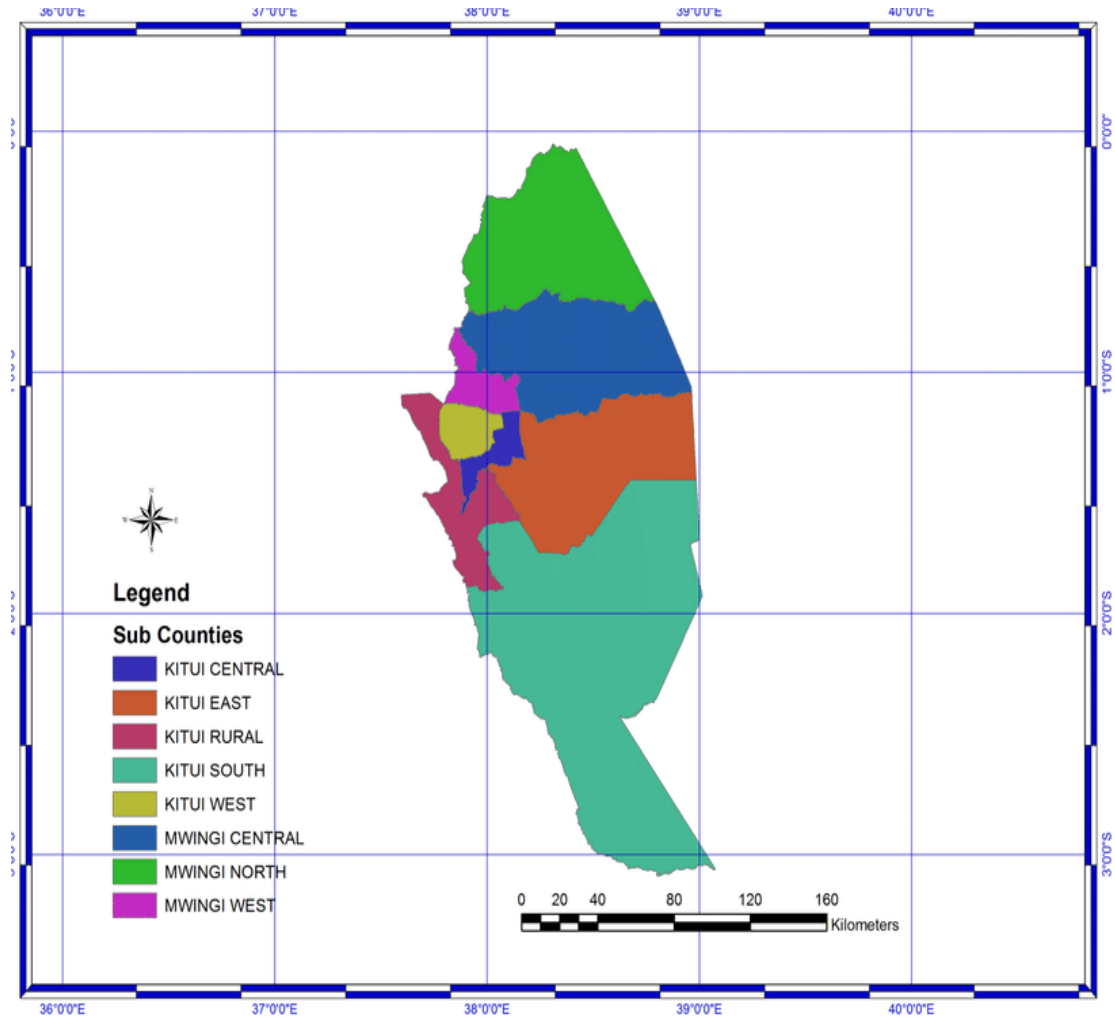 36°0'0"E 37°0'0"E 38°0'0"E 39°0'0"E 40°0'0"E
0°0'0"
1°0'0"S
N
W E
S
Legend
2°0'0"S
Sub Counties
KITUI CENTRAL
KITUI EAST
KITUI RURAL
KITUI SOUTH
KITUI WEST
MWINGI CENTRAL
MWINGI NORTH
MWINGI WEST
3°0'0"S
0 20 40 80 120 160
Kilometers
36°0'0"E 37°0'0"E 38°0'0"E 39°0'0"E 40°0'0"E